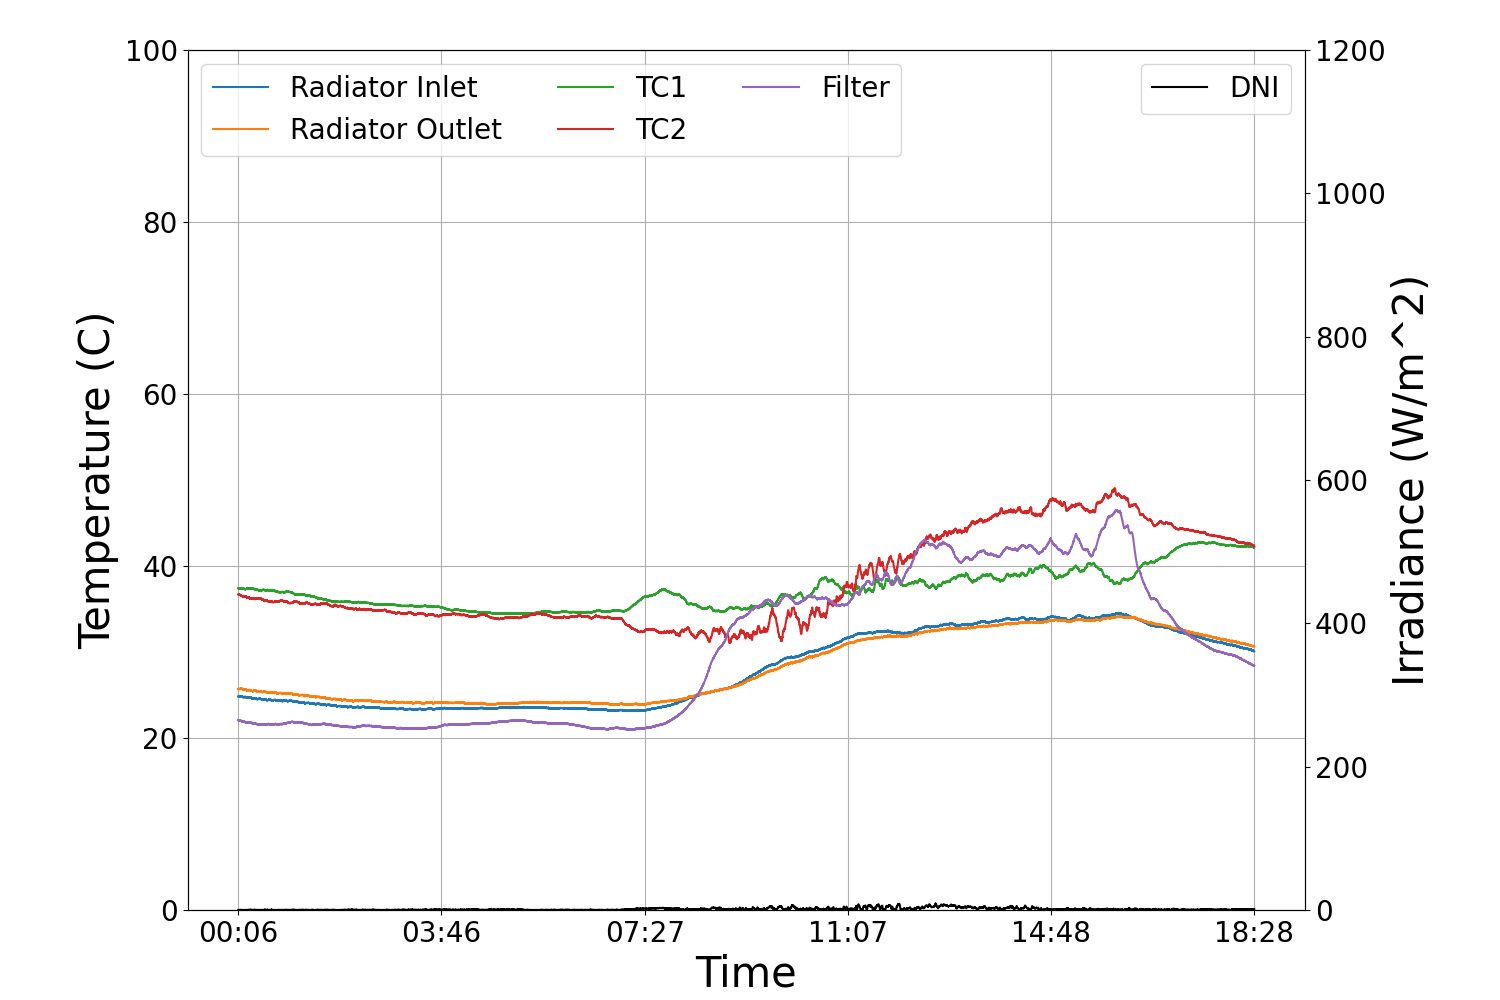 100
80
60
40
20
0
Temperature (C)
Radiator Inlet
Radiator Outlet
TC1
TC2
Filter
DNI
1200
1000
800
600
400
200
0
Irradiance (W/m^2)
00:06 03:46 07:27 11:07 14:48 18:28
Time